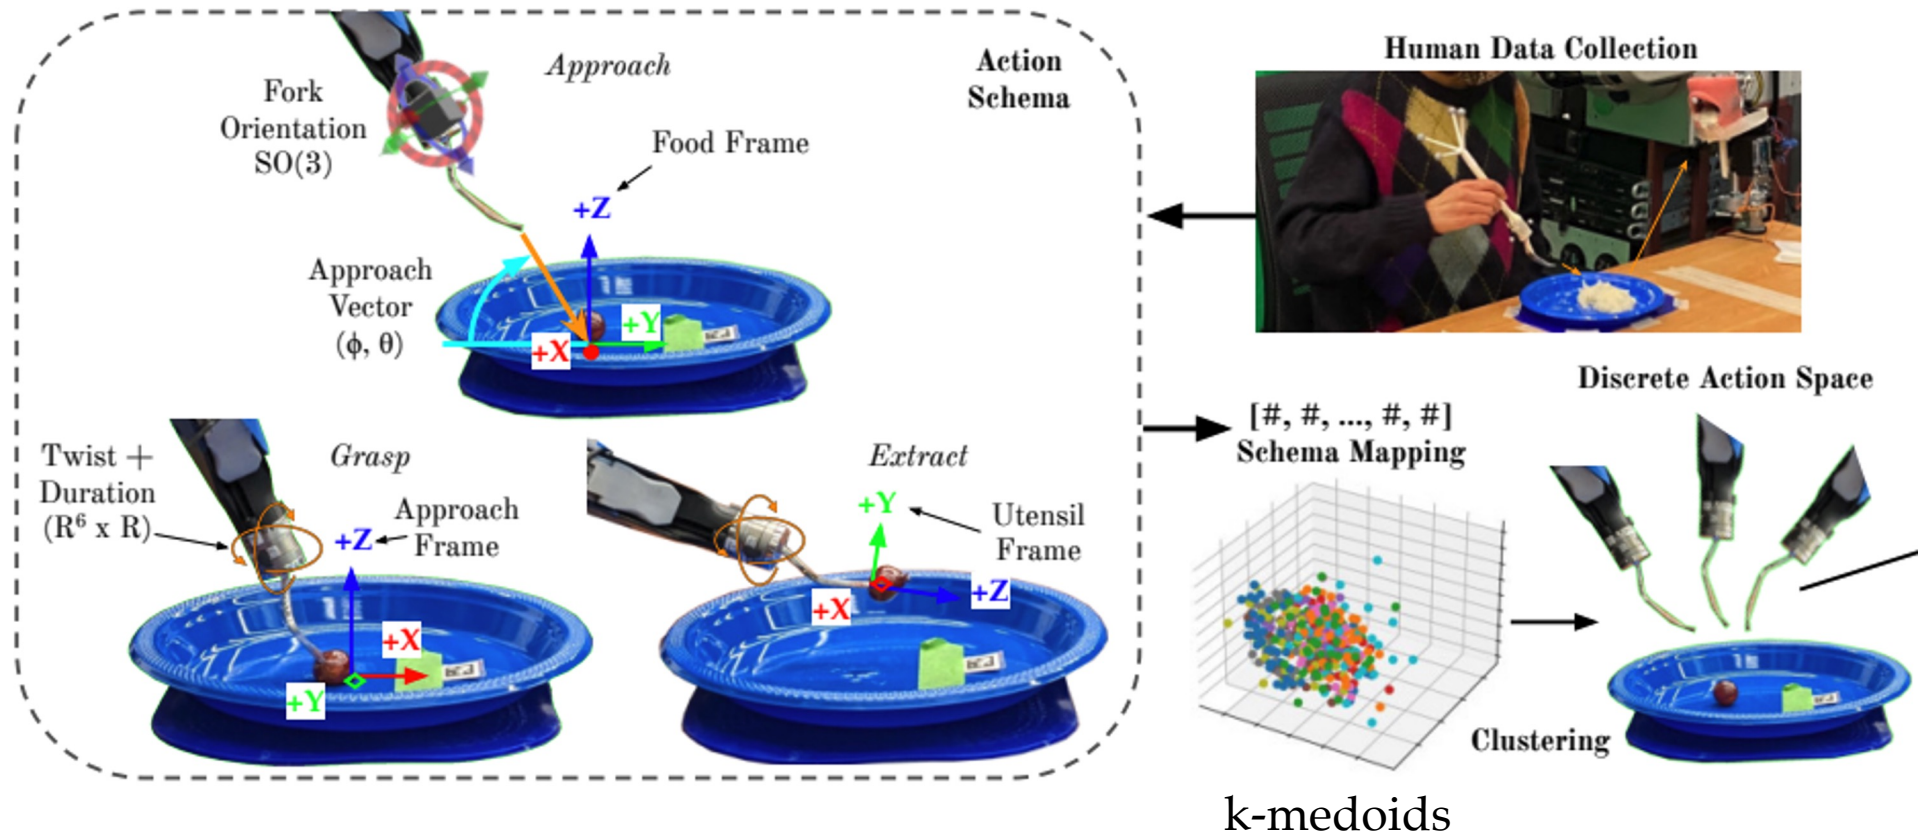 Approach
Action
Schema
Fork
Orientation
SO(3)
Food Frame
+Z
Approach
Vector
(ϕ, θ)
+X
+Y
Grasp
Twist +
Duration
(R⁶ x R)
Approach
Frame
+Z
+X
+Y
Extract
+Y
Utensil
Frame
+X
+Z
Human Data Collection
[#, #, ..., #, #]
Schema Mapping
Discrete Action Space
Clustering
k-medoids